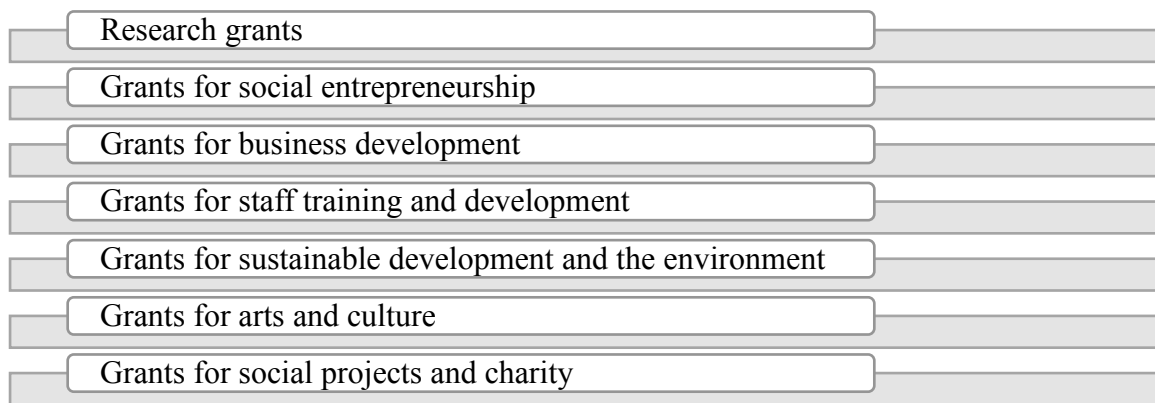 Research grants
Grants for social entrepreneurship
Grants for business development
Grants for staff training and development
Grants for sustainable development and the environment
Grants for arts and culture
Grants for social projects and charity